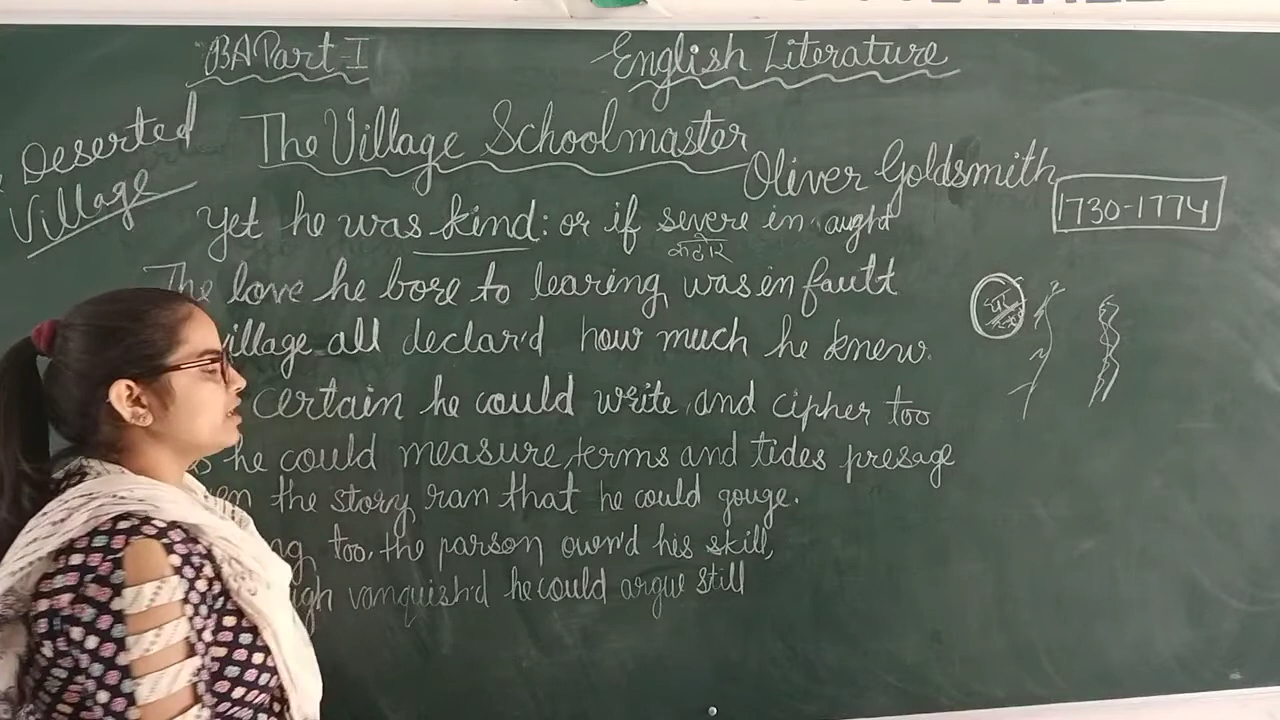 BA Part-I
English Literature
Deserted
Village
The Village Schoolmaster
Oliver Goldsmith
1730-1774
yet he was kind: or if severe in aught
कठोर
The love he bore to learing was in fault
village all declar'd how much he knew.
certain he could write, and cipher too
he could measure, terms and tides presage
the story ran that he could gouge.
too, the parson own'd his skill,
vanquish'd he could argue still